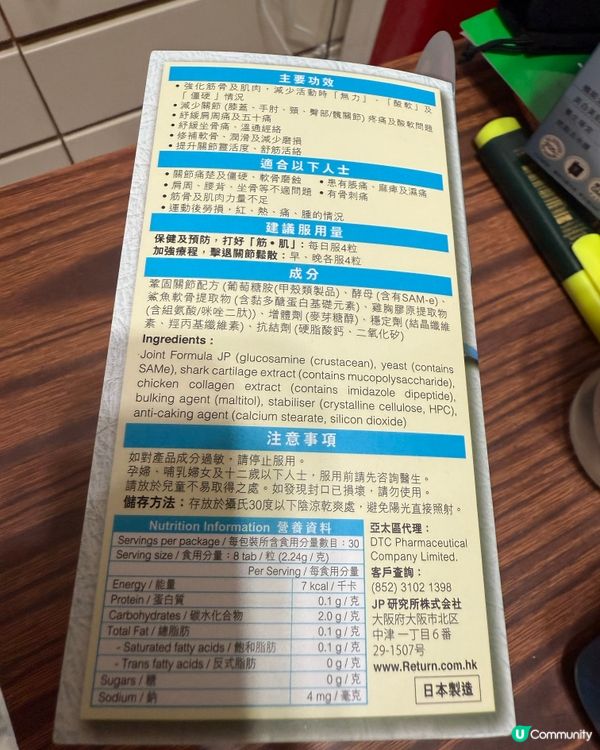 主要功效
• 強化筋骨及肌肉，減少活動時「無力」、「酸軟」及
「僵硬」情況
• 減少關節 (膝蓋、手肘、頸、臀部/髖關節) 疼痛及酸軟問題
• 紓緩肩周痛及五十痛
• 紓緩坐骨痛、溫通經絡
• 修補軟骨、潤滑及減少磨損
• 提升關節靈活度、舒筋活絡
適合以下人士
• 關節痛楚及僵硬，軟骨磨蝕 • 患有脹痛、麻痺及濕痛
• 肩周、腰背、坐骨等不適問題 • 有骨刺痛
• 筋骨及肌肉力量不足
• 運動後勞損，紅、熱、痛、腫的情況
建議服用量
保健及預防，打好「筋•肌」：每日服4粒
加強療程，擊退關節鬆散：早、晚各服4粒
成分
鞏固關節配方 (葡萄糖胺(甲殼類製品)、酵母 (含有SAM-e)、
鯊魚軟骨提取物 (含黏多醣蛋白基礎元素)、雞胸膠原提取物
(含組氨酸/咪唑二肽))、增體劑 (麥芽糖醇)、穩定劑 (結晶纖維
素、羥丙基纖維素)、抗結劑 (硬脂酸鈣、二氧化矽)
Ingredients :
Joint Formula JP (glucosamine (crustacean), yeast (contains
SAMe), shark cartilage extract (contains mucopolysaccharide),
chicken collagen extract (contains imidazole dipeptide),
bulking agent (maltitol), stabiliser (crystalline cellulose, HPC),
anti-caking agent (calcium stearate, silicon dioxide)
注意事項
如對產品成分過敏，請停止服用。
孕婦、哺乳婦女及十二歲以下人士，服用前請先咨詢醫生。
請放於兒童不易取得之處。如發現封口已損壞，請勿使用。
儲存方法：存放於攝氏30度以下陰涼乾爽處，避免陽光直接照射。
Nutrition Information 營養資料
Servings per package / 每包裝所含食用分量數目：30
Serving size / 食用分量：8 tab / 粒 (2.24g / 克)
Per Serving / 每食用分量
Energy / 能量 7 kcal / 千卡
Protein / 蛋白質 0.1 g / 克
Carbohydrates / 碳水化合物 2.0 g / 克
Total Fat / 總脂肪 0.1 g / 克
- Saturated fatty acids / 飽和脂肪 0.1 g / 克
- Trans fatty acids / 反式脂肪 0 g / 克
Sugars / 糖 0 g / 克
Sodium / 鈉 4 mg / 毫克
亞太區代理：
DTC Pharmaceutical
Company Limited.
客戶查詢：
(852) 3102 1398
JP 研究所株式会社
大阪府大阪市北区
中津 一丁目 6 番
29-1507号
www.Return.com.hk
日本製造
U Community